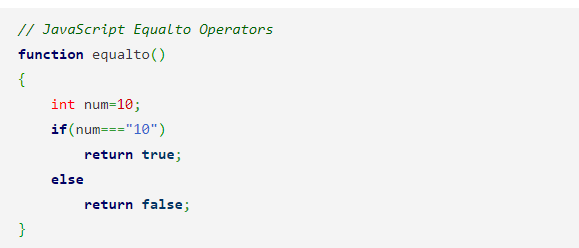 // JavaScript Equalto Operators
function equalto()
{
    int num=10;
    if(num==="10")
        return true;
    else
        return false;
}